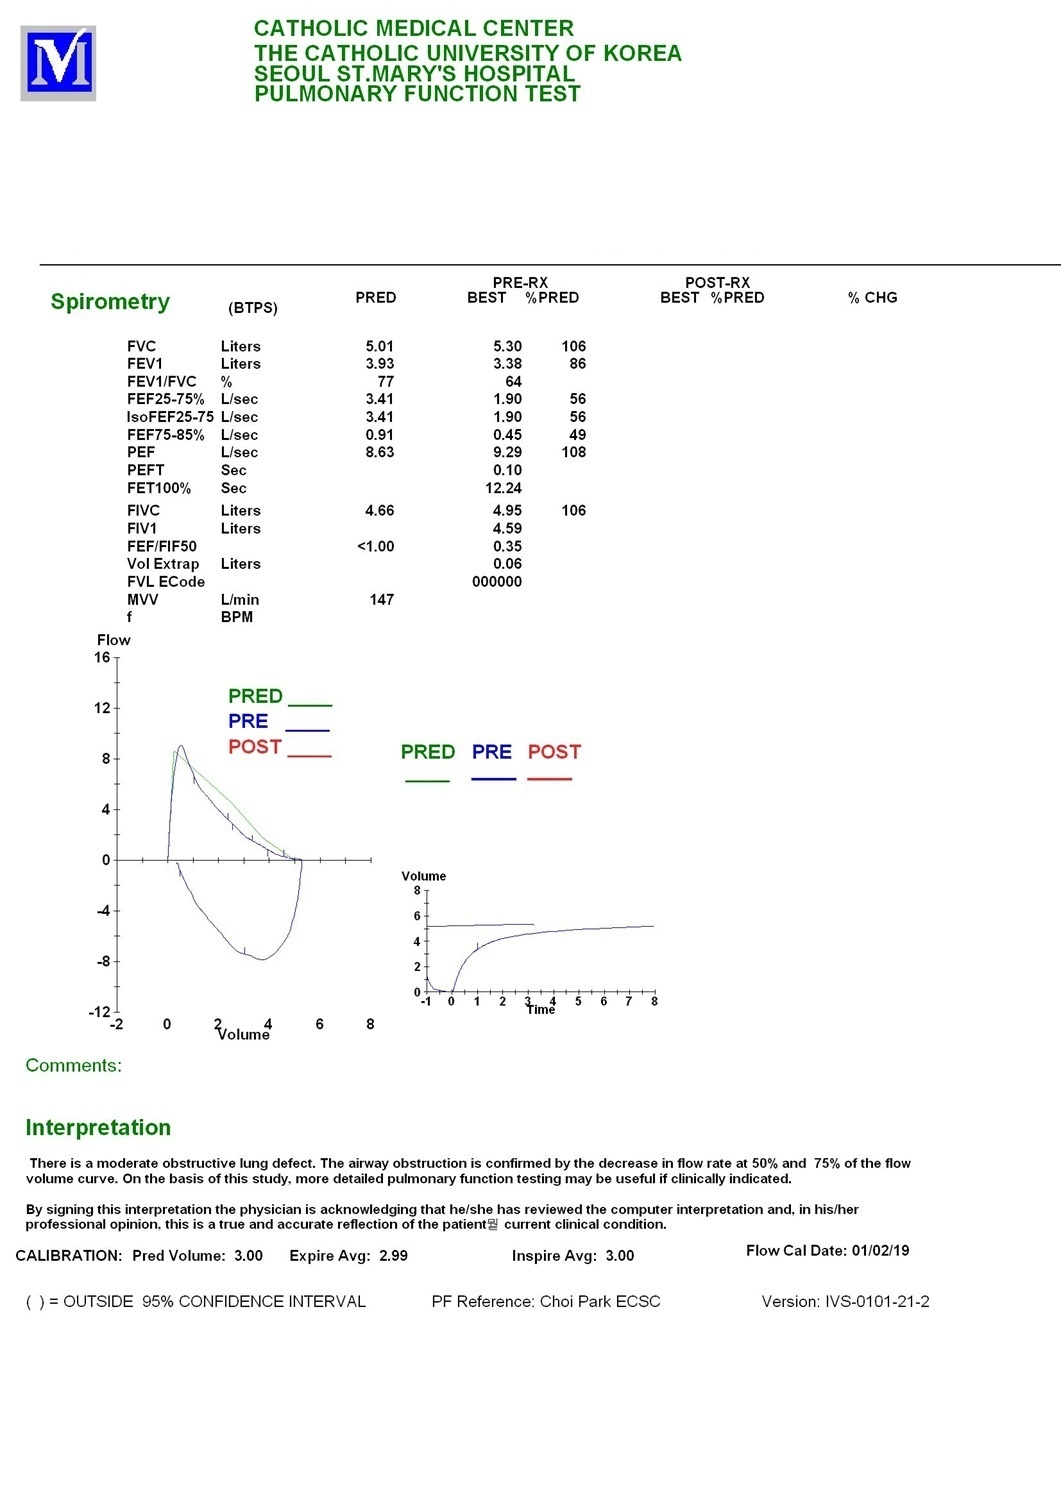 CATHOLIC MEDICAL CENTER
THE CATHOLIC UNIVERSITY OF KOREA
SEOUL ST.MARY'S HOSPITAL
PULMONARY FUNCTION TEST
PRE-RX POST-RX
Spirometry (BTPS) PRED BEST %PRED BEST %PRED % CHG
FVC Liters 5.01 5.30 106
FEV1 Liters 3.93 3.38 86
FEV1/FVC % 77 64
FEF25-75% L/sec 3.41 1.90 56
IsoFEF25-75 L/sec 3.41 1.90 56
FEF75-85% L/sec 0.91 0.45 49
PEF L/sec 8.63 9.29 108
PEFT Sec 0.10
FET100% Sec 12.24
FIVC Liters 4.66 4.95 106
FIV1 Liters 4.59
FEF/FIF50 <1.00 0.35
Vol Extrap Liters 0.06
FVL ECode 000000
MVV L/min 147
f BPM
Flow
16
12
8
4
0
-4
-8
-12
-2 0 2 4 6 8
Volume
PRED
PRE
POST
PRED PRE POST
Volume
8
6
4
2
0
-1 0 1 2 3 4 5 6 7 8
Time
Comments:
Interpretation
There is a moderate obstructive lung defect. The airway obstruction is confirmed by the decrease in flow rate at 50% and 75% of the flow
volume curve. On the basis of this study, more detailed pulmonary function testing may be useful if clinically indicated.
By signing this interpretation the physician is acknowledging that he/she has reviewed the computer interpretation and, in his/her
professional opinion, this is a true and accurate reflection of the patient current clinical condition.
CALIBRATION: Pred Volume: 3.00 Expire Avg: 2.99 Inspire Avg: 3.00 Flow Cal Date: 01/02/19
( ) = OUTSIDE 95% CONFIDENCE INTERVAL PF Reference: Choi Park ECSC Version: IVS-0101-21-2